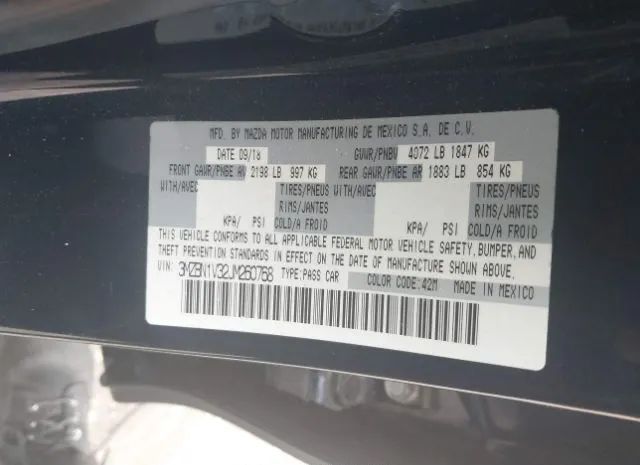 MFD. BY MAZDA MOTOR MANUFACTURING DE MEXICO S.A. DE C.V.
DATE 09/18 GVWR/PNBV 4072 LB 1847 KG
FRONT GAWR/PNBE AV 2198 LB 997 KG REAR GAWR/PNBE AR 1883 LB 854 KG
WITH/AVEC TIRES/PNEUS WITH/AVEC TIRES/PNEUS
RIMS/JANTES RIMS/JANTES
KPA/ PSI COLD/A FROID KPA/ PSI COLD/A FROID
THIS VEHICLE CONFORMS TO ALL APPLICABLE FEDERAL MOTOR VEHICLE SAFETY, BUMPER, AND
THEFT PREVENTION STANDARDS IN EFFECT ON THE DATE OF MANUFACTURE SHOWN ABOVE.
VIN: 3MZBN1V32JM260768 TYPE: PASS CAR COLOR CODE: 42M MADE IN MEXICO